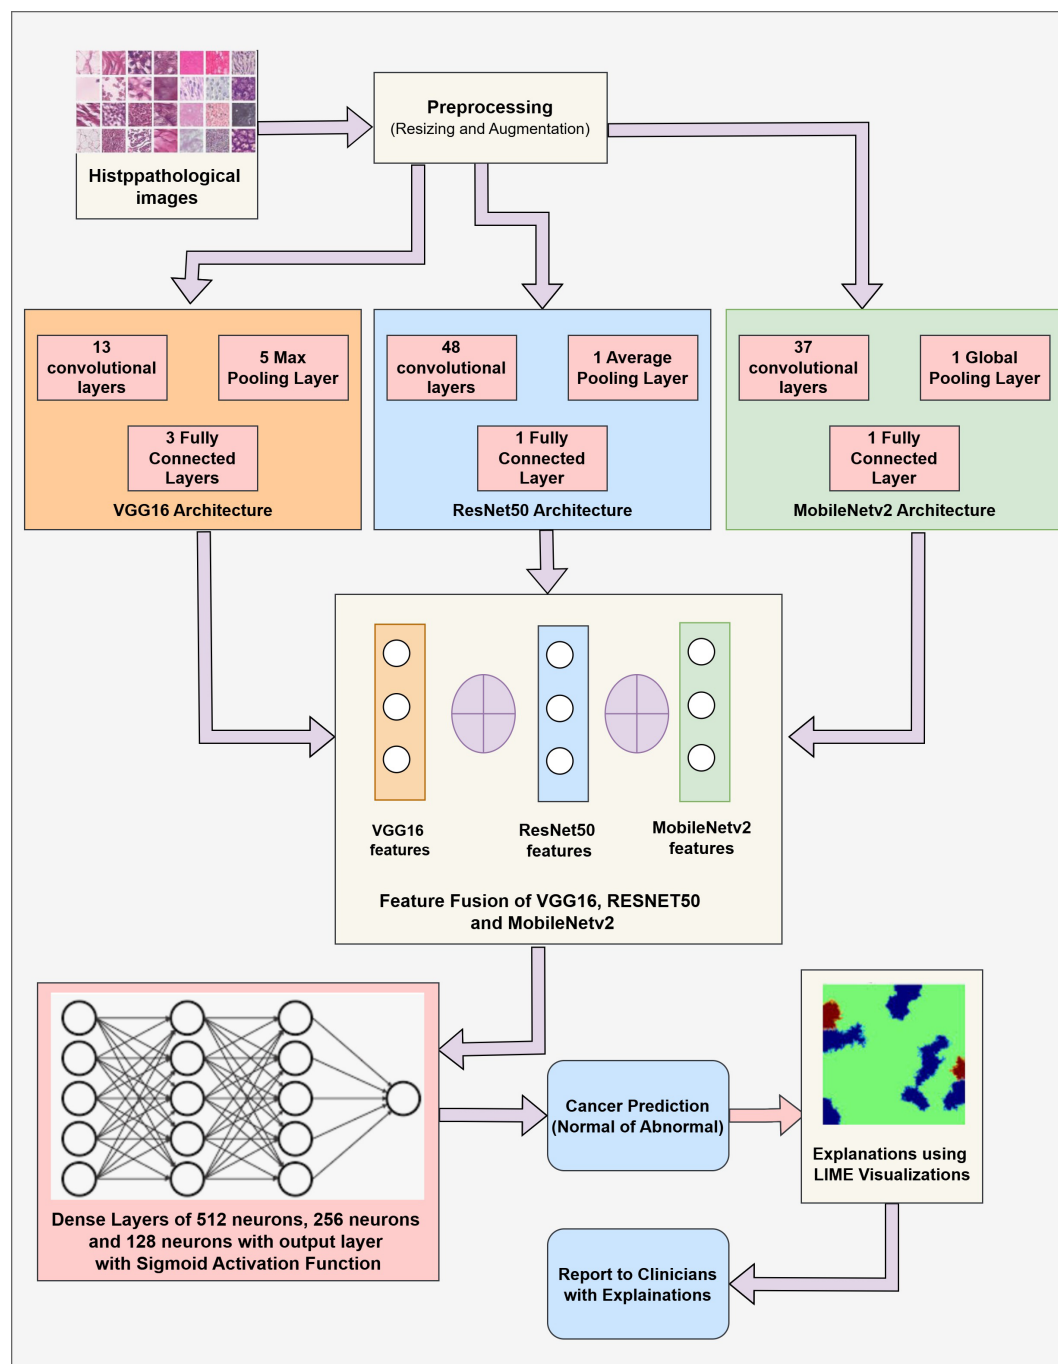 Histppathological
images
Preprocessing
(Resizing and Augmentation)
13
convolutional
layers
5 Max
Pooling Layer
3 Fully
Connected
Layers
VGG16 Architecture
48
convolutional
layers
1 Average
Pooling Layer
1 Fully
Connected
Layer
ResNet50 Architecture
37
convolutional
layers
1 Global
Pooling Layer
1 Fully
Connected
Layer
MobileNetv2 Architecture
VGG16
features
ResNet50
features
MobileNetv2
features
Feature Fusion of VGG16, RESNET50
and MobileNetv2
Dense Layers of 512 neurons, 256 neurons
and 128 neurons with output layer
with Sigmoid Activation Function
Cancer Prediction
(Normal of Abnormal)
Explanations using
LIME Visualizations
Report to Clinicians
with Explainations